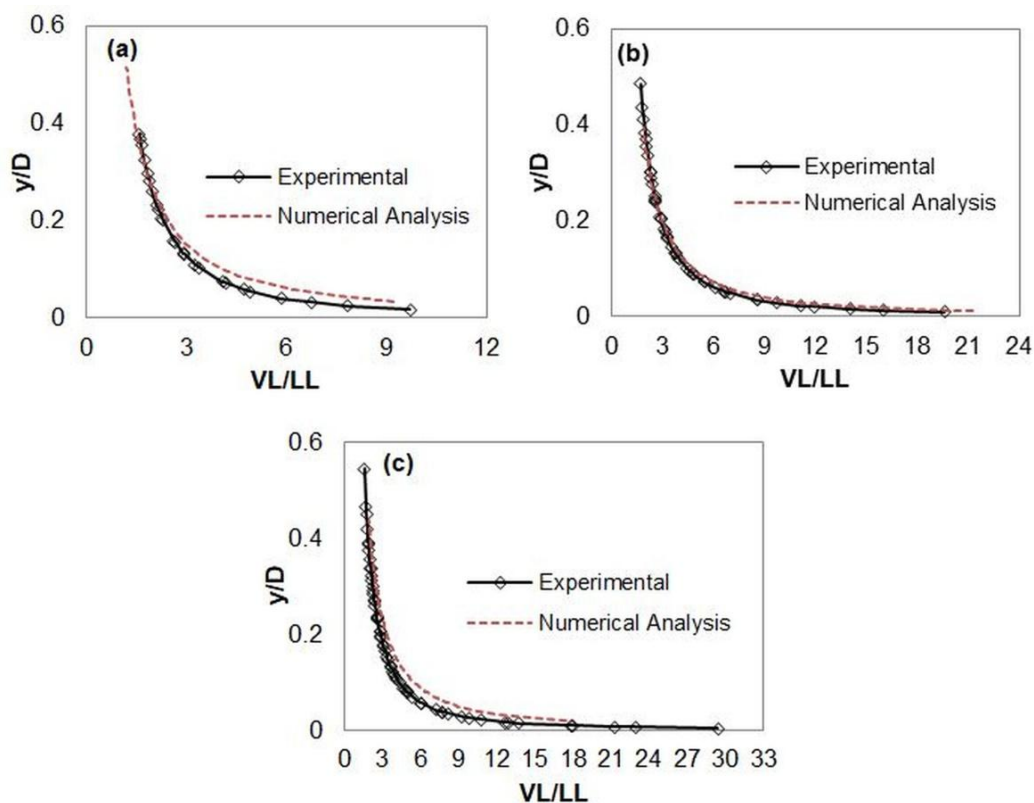 (a)
0.6
0.4
0.2
0
y/D
Experimental
Numerical Analysis
0 3 6 9 12
VL/LL
(b)
0.6
0.4
0.2
0
y/D
Experimental
Numerical Analysis
0 3 6 9 12 15 18 21 24
VL/LL
(c)
0.6
0.4
0.2
0
y/D
Experimental
Numerical Analysis
0 3 6 9 12 15 18 21 24 27 30 33
VL/LL